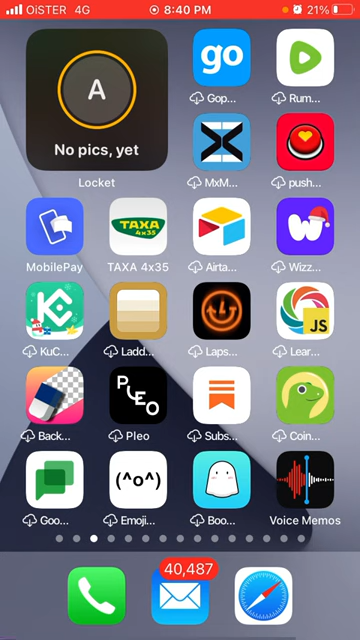 OiSTER 4G 8:40 PM 21%
A
No pics, yet
Locket
go
Gop...
Rum...
MxM...
push...
MobilePay
TAXA
4x35
TAXA 4x35
Airta...
W
Wizz...
KuC...
Ladd...
Laps...
JS
Lear...
Back...
PLEO
Pleo
Subs...
Coin...
Goo...
(^o^)
Emoji...
Boo...
Voice Memos
40,487